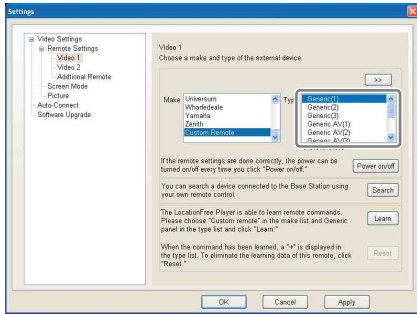 Settings
Video Settings
Remote Settings
Video 1
Video 2
Addtional Remote
Screen Mode
Picture
Auto-Connect
Software Upgrade
Video 1
Choose a make and type of the external device.
>>
Make
Universum
Wharfedale
Yamaha
Zenith
Custom Remote
Typ
Generic(1)
Generic(2)
Generic(3)
Generic AV(1)
Generic AV(2)
Generic AV(3)
If the remote settings are done correctly, the power can be
turned on/off every time you click "Power on/off."
Power on/off
You can search a device connected to the Base Station using
your own remote control.
Search
The LocationFree Player is able to learn remote commands.
Please choose "Custom remote" in the make list and Generic
panel in the type list and click "Learn."
Learn
When the command has been learned, a "+" is displayed in
the type list. To eliminate the learning data of this remote, click
"Reset."
Reset
OK
Cancel
Apply